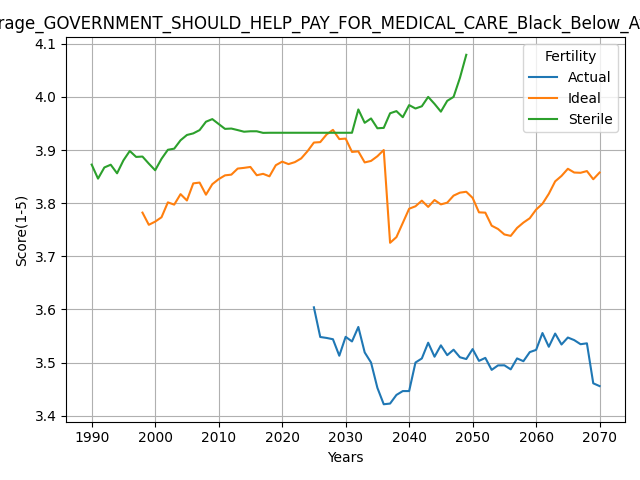 rage_GOVERNMENT_SHOULD_HELP_PAY_FOR_MEDICAL_CARE_Black_Below_A
Fertility
Actual
Ideal
Sterile
Score(1-5)
4.1
4.0
3.9
3.8
3.7
3.6
3.5
3.4
1990 2000 2010 2020 2030 2040 2050 2060 2070
Years